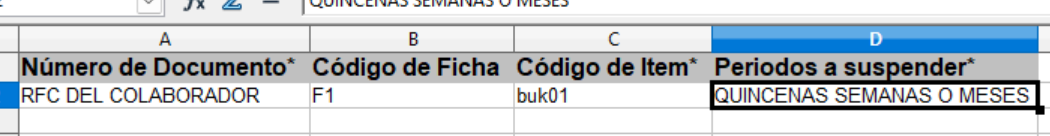 QUINCENAS SEMANAS O MESES
A B C D
Número de Documento* Código de Ficha Código de Item* Periodos a suspender*
RFC DEL COLABORADOR F1 buk01 QUINCENAS SEMANAS O MESES